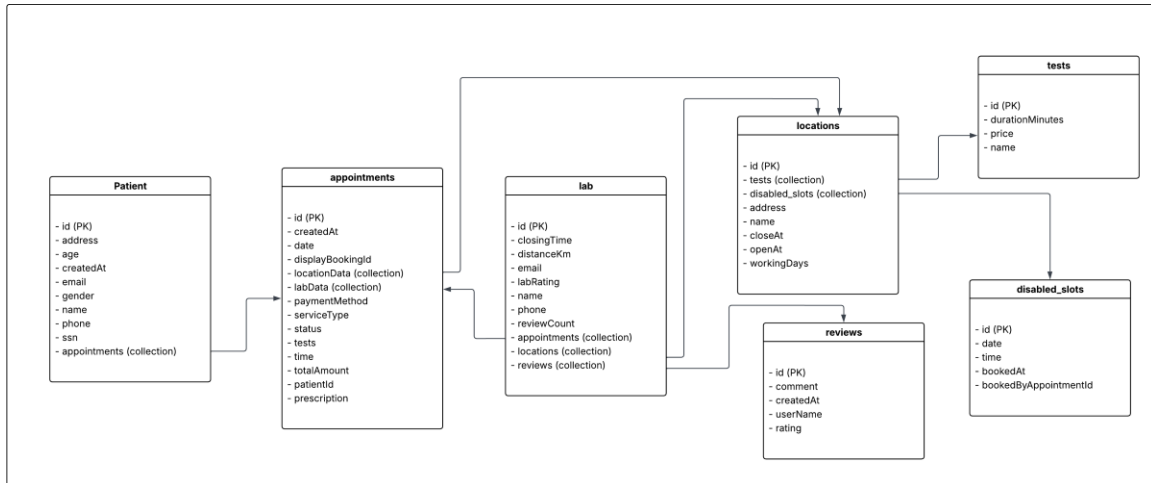 Patient
- id (PK)
- address
- age
- createdAt
- email
- gender
- name
- phone
- ssn
- appointments (collection)
appointments
- id (PK)
- createdAt
- date
- displayBookingId
- locationData (collection)
- labData (collection)
- paymentMethod
- serviceType
- status
- tests
- time
- totalAmount
- patientId
- prescription
lab
- id (PK)
- closingTime
- distanceKm
- email
- labRating
- name
- phone
- reviewCount
- appointments (collection)
- locations (collection)
- reviews (collection)
locations
- id (PK)
- tests (collection)
- disabled_slots (collection)
- address
- name
- closeAt
- openAt
- workingDays
reviews
- id (PK)
- comment
- createdAt
- userName
- rating
tests
- id (PK)
- durationMinutes
- price
- name
disabled_slots
- id (PK)
- date
- time
- bookedAt
- bookedByAppointmentId